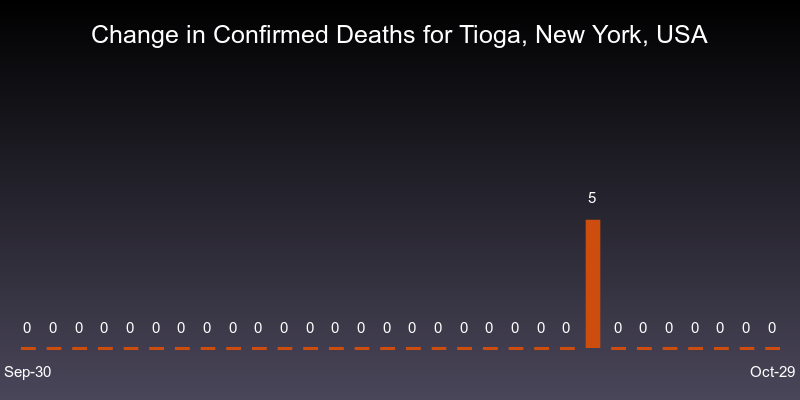 Change in Confirmed Deaths for Tioga, New York, USA
5
0 0 0 0 0 0 0 0 0 0 0 0 0 0 0 0 0 0 0 0 0 0 0 0 0 0 0 0 0
Sep-30 Oct-29